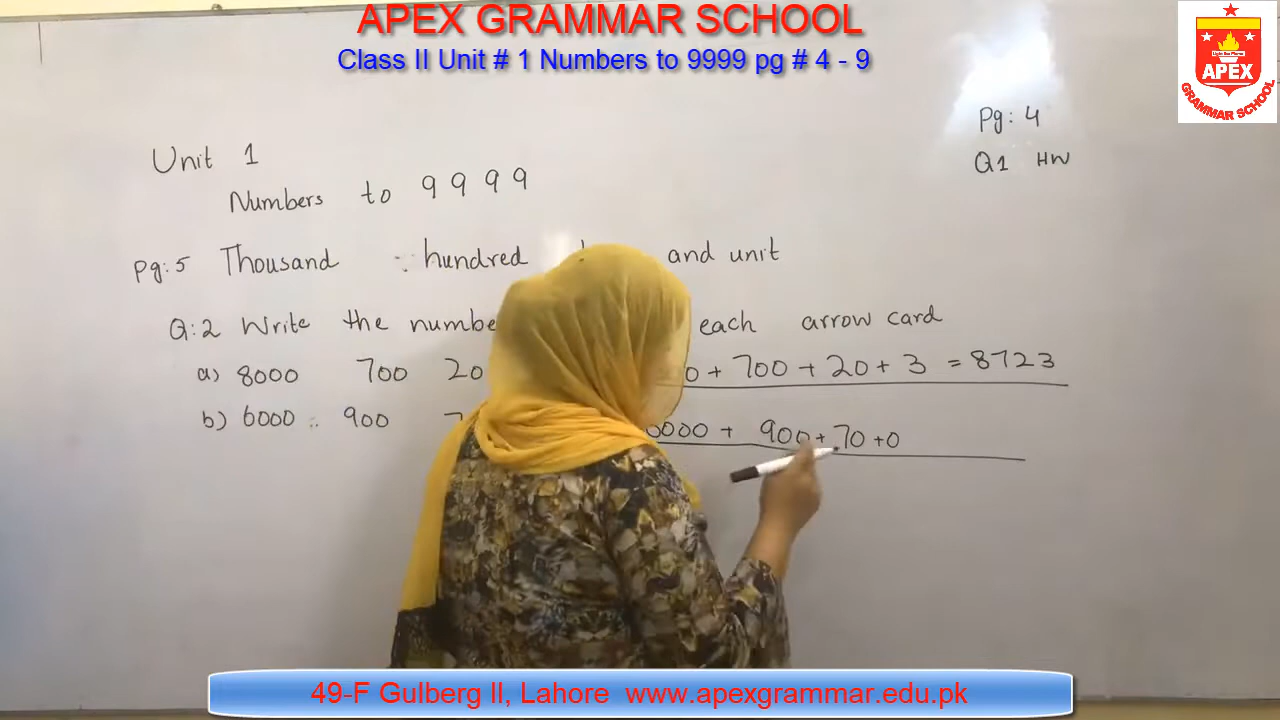 APEX GRAMMAR SCHOOL
Class II Unit # 1 Numbers to 9999 pg # 4 - 9
APEX
GRAMMAR SCHOOL
Pg: 4
Q1 HW
Unit 1
Numbers to 9999
Pg: 5 Thousand hundred and unit
Q:2 Write the numbe each arrow card
a) 8000 700 20 0 + 700 + 20 + 3 = 8723
b) 6000 900 000 + 900 + 70 + 0
49-F Gulberg II, Lahore www.apexgrammar.edu.pk